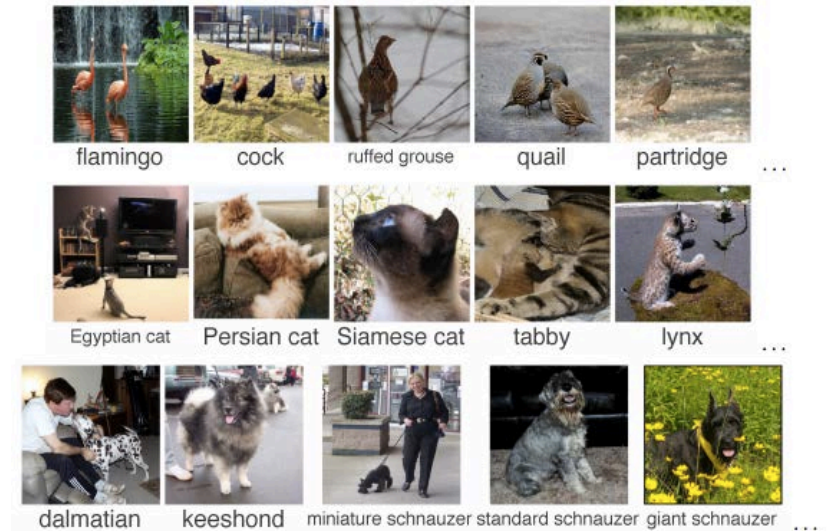 flamingo cock ruffed grouse quail partridge ...
Egyptian cat Persian cat Siamese cat tabby lynx ...
dalmatian keeshond miniature schnauzer standard schnauzer giant schnauzer ...